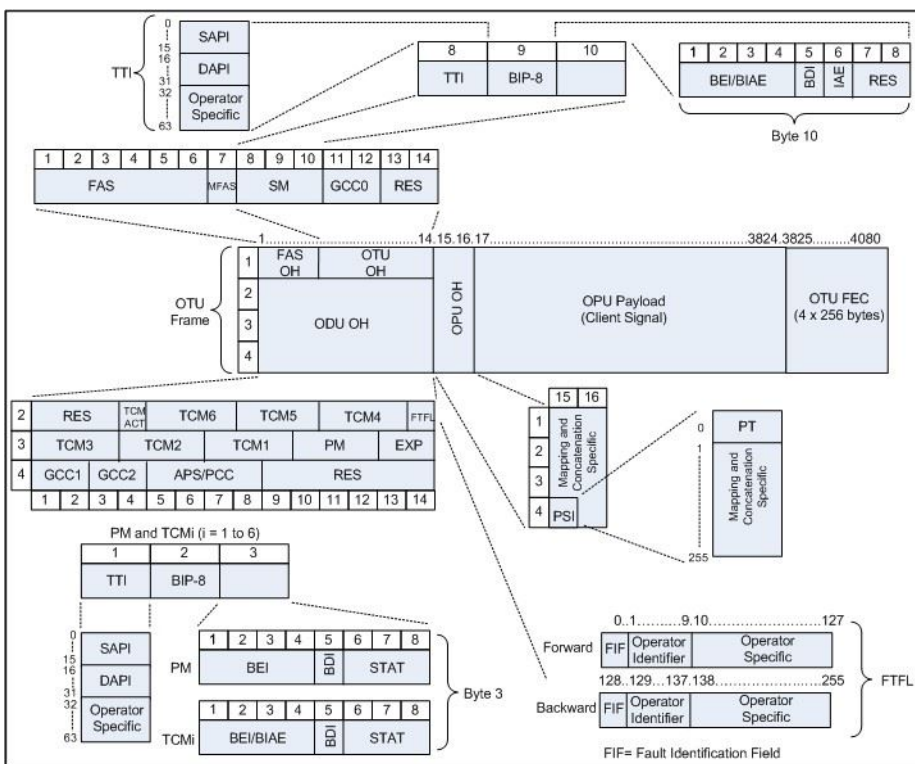 TTI
0
15
16
31
32
63
SAPI
DAPI
Operator
Specific
8 9 10
TTI BIP-8
1 2 3 4 5 6 7 8
BEI/BIAE BDI IAE RES
Byte 10
1 2 3 4 5 6 7 8 9 10 11 12 13 14
FAS MFAS SM GCC0 RES
1 14.15.16.17 3824.3825 4080
OTU
Frame
1
2
3
4
FAS
OH
OTU
OH
ODU OH
OPU OH
OPU Payload
(Client Signal)
OTU FEC
(4 x 256 bytes)
2 RES TCM
ACT TCM6 TCM5 TCM4 FTFL
3 TCM3 TCM2 TCM1 PM EXP
4 GCC1 GCC2 APS/PCC RES
1 2 3 4 5 6 7 8 9 10 11 12 13 14
15 16
1
2
3
4
Mapping and
Concatenation
Specific
PSI
0
1
255
PT
Mapping and
Concatenation
Specific
PM and TCMi (i = 1 to 6)
1 2 3
TTI BIP-8
0
15
16
31
32
63
SAPI
DAPI
Operator
Specific
1 2 3 4 5 6 7 8
PM BEI BDI STAT
1 2 3 4 5 6 7 8
TCMi BEI/BIAE BDI STAT
Byte 3
0..1 9.10 127
Forward FIF Operator
Identifier Operator
Specific
128..129...137.138 255
Backward FIF Operator
Identifier Operator
Specific
FTFL
FIF= Fault Identification Field